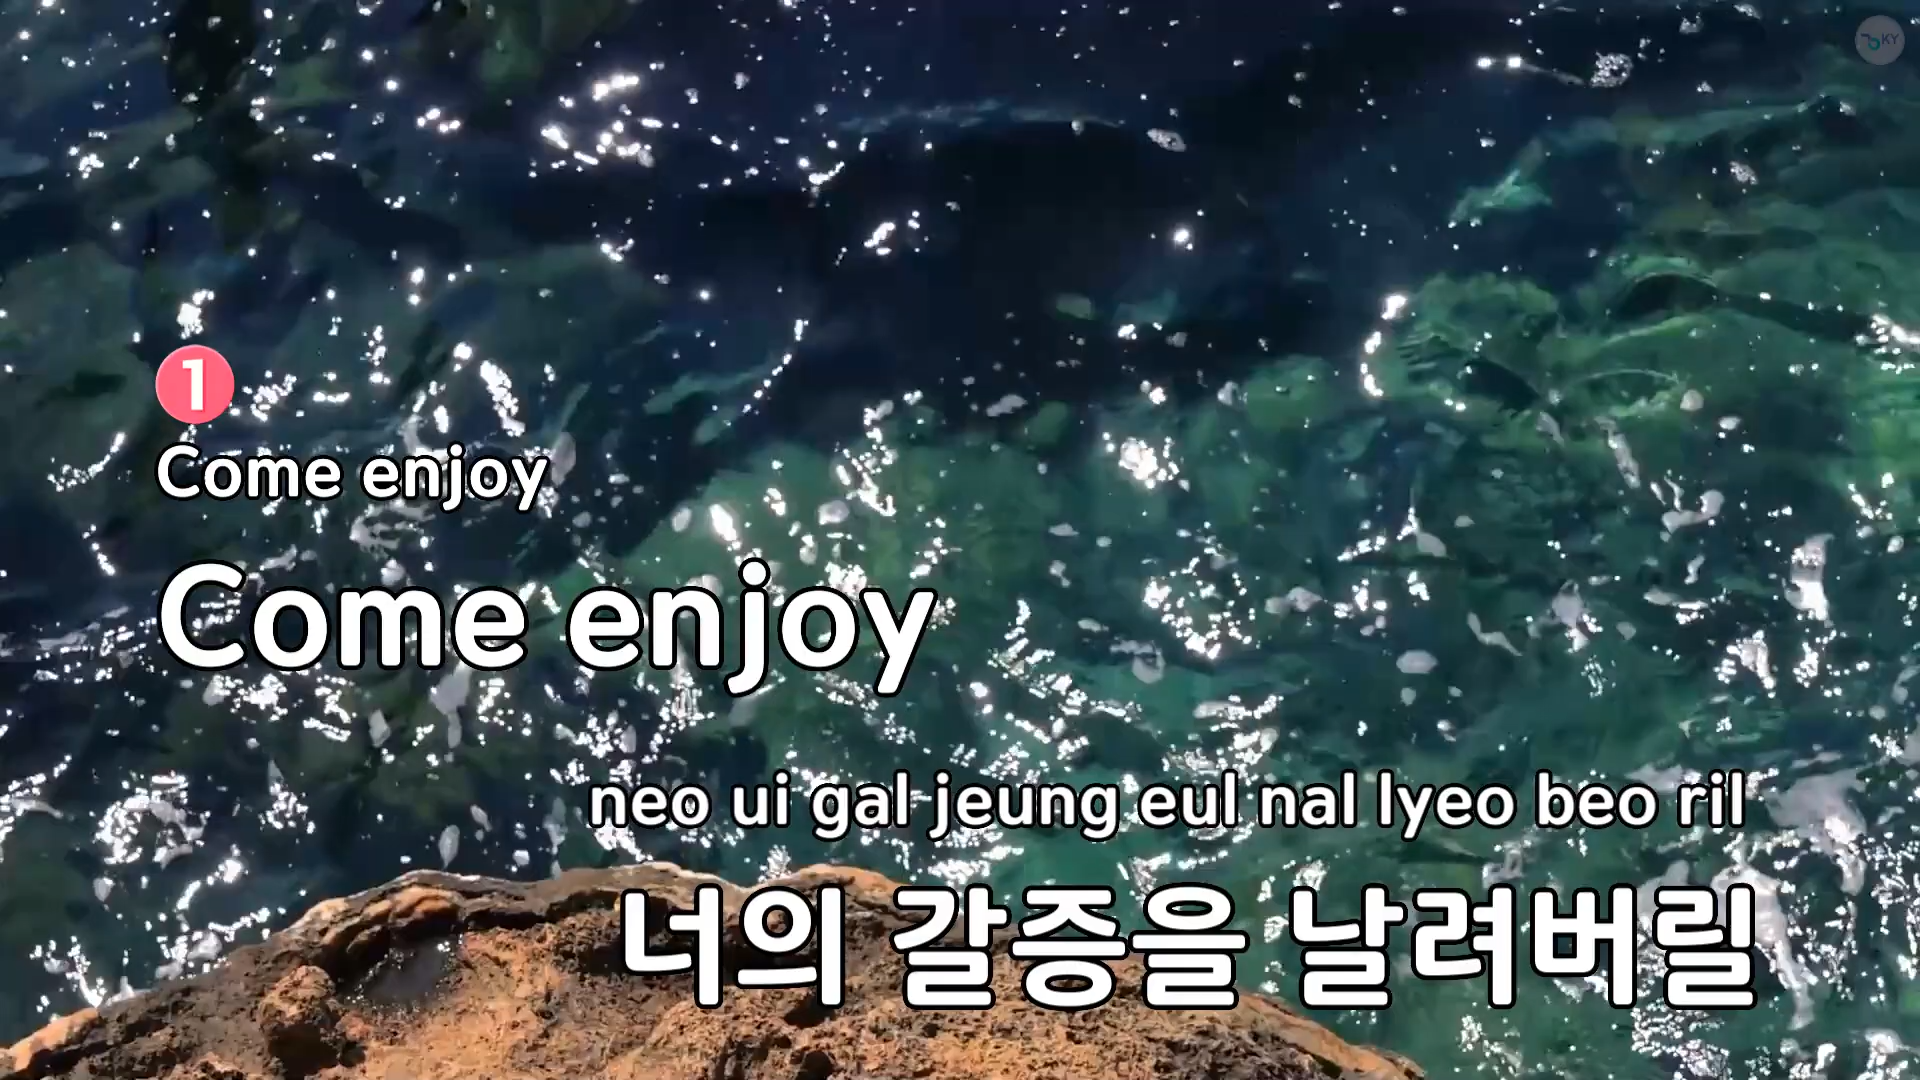 KY
1
Come enjoy
Come enjoy
neo ui gal jeung eul nal lyeo beo ril
너의 갈증을 날려버릴